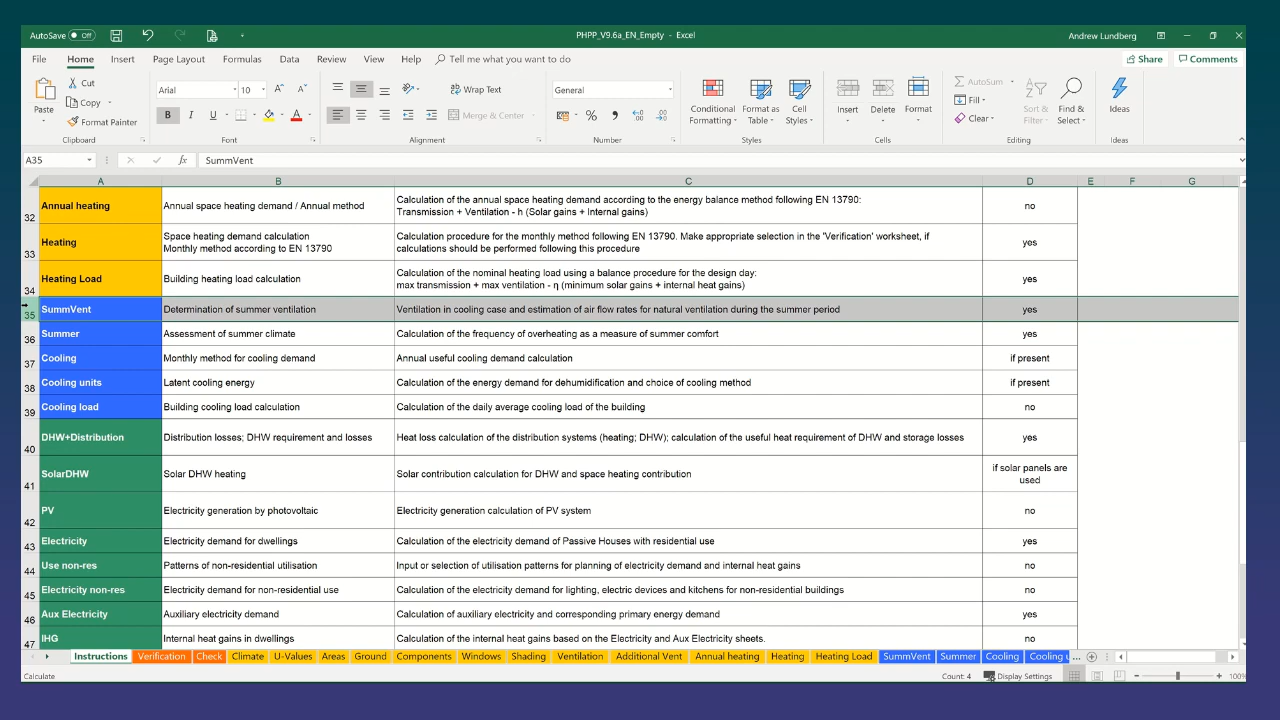 AutoSave Off
PHPP_V9.6a_EN_Empty - Excel
Andrew Lundberg
File Home Insert Page Layout Formulas Data Review View Help Tell me what you want to do
Share Comments
Paste
Cut
Copy
Format Painter
Clipboard
Arial 10
B I U
Font
Wrap Text
Merge & Center
Alignment
General
Number
Conditional Formatting
Format as Table
Cell Styles
Styles
Insert Delete Format
Cells
AutoSum
Fill
Clear
Sort & Filter
Find & Select
Editing
Ideas
Ideas
A35 fx SummVent
A B C D E F G
32 Annual heating Annual space heating demand / Annual method Calculation of the annual space heating demand according to the energy balance method following EN 13790: no
Transmission + Ventilation - h (Solar gains + Internal gains)
33 Heating Space heating demand calculation Calculation procedure for the monthly method following EN 13790. Make appropriate selection in the 'Verification' worksheet, if yes
Monthly method according to EN 13790 calculations should be performed following this procedure
34 Heating Load Building heating load calculation Calculation of the nominal heating load using a balance procedure for the design day: yes
max transmission + max ventilation - η (minimum solar gains + internal heat gains)
35 SummVent Determination of summer ventilation Ventilation in cooling case and estimation of air flow rates for natural ventilation during the summer period yes
36 Summer Assessment of summer climate Calculation of the frequency of overheating as a measure of summer comfort yes
37 Cooling Monthly method for cooling demand Annual useful cooling demand calculation if present
38 Cooling units Latent cooling energy Calculation of the energy demand for dehumidification and choice of cooling method if present
39 Cooling load Building cooling load calculation Calculation of the daily average cooling load of the building no
40 DHW+Distribution Distribution losses; DHW requirement and losses Heat loss calculation of the distribution systems (heating; DHW); calculation of the useful heat requirement of DHW and storage losses yes
41 SolarDHW Solar DHW heating Solar contribution calculation for DHW and space heating contribution if solar panels are
used
42 PV Electricity generation by photovoltaic Electricity generation calculation of PV system no
43 Electricity Electricity demand for dwellings Calculation of the electricity demand of Passive Houses with residential use yes
44 Use non-res Patterns of non-residential utilisation Input or selection of utilisation patterns for planning of electricity demand and internal heat gains no
45 Electricity non-res Electricity demand for non-residential use Calculation of the electricity demand for lighting, electric devices and kitchens for non-residential buildings no
46 Aux Electricity Auxiliary electricity demand Calculation of auxiliary electricity and corresponding primary energy demand yes
47 IHG Internal heat gains in dwellings Calculation of the internal heat gains based on the Electricity and Aux Electricity sheets. no
Instructions Verification Check Climate U-Values Areas Ground Components Windows Shading Ventilation Additional Vent Annual heating Heating Heating Load SummVent Summer Cooling Cooling u ...
Calculate Count: 4 Display Settings 100%